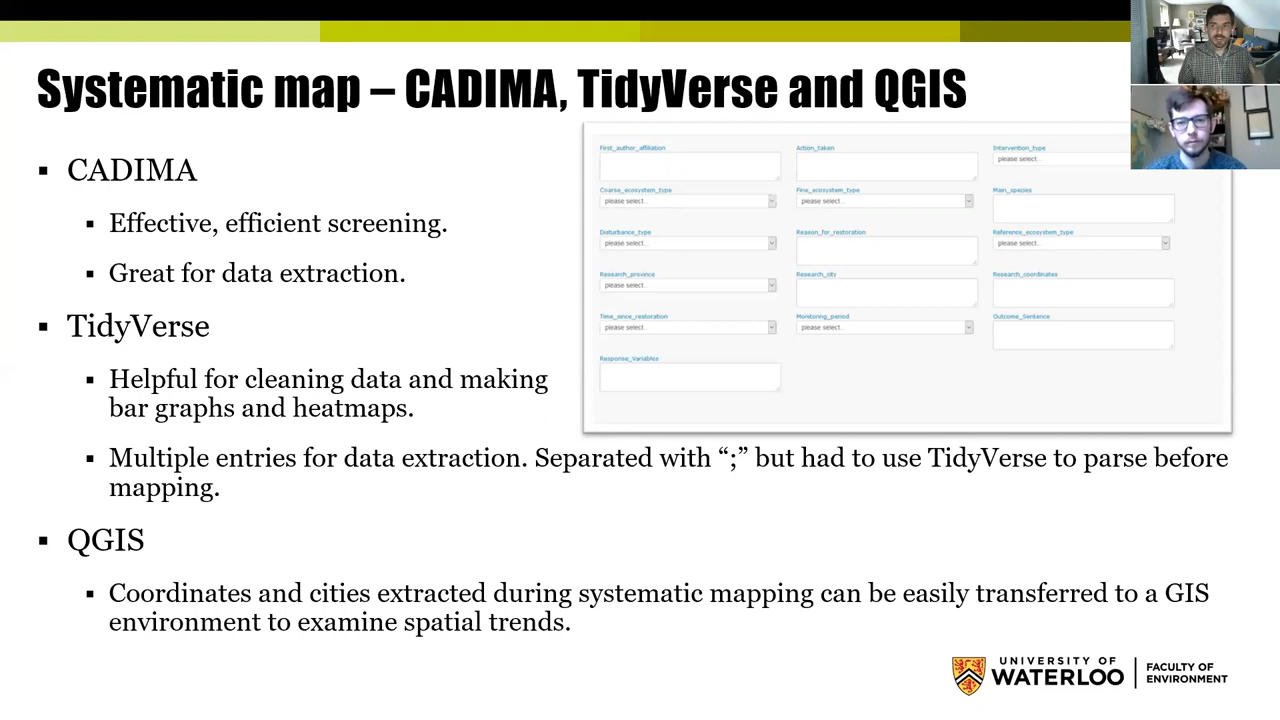 Systematic map – CADIMA, TidyVerse and QGIS
▪ CADIMA
▪ Effective, efficient screening.
▪ Great for data extraction.
▪ TidyVerse
▪ Helpful for cleaning data and making
bar graphs and heatmaps.
▪ Multiple entries for data extraction. Separated with “;” but had to use TidyVerse to parse before
mapping.
▪ QGIS
▪ Coordinates and cities extracted during systematic mapping can be easily transferred to a GIS
environment to examine spatial trends.
First_author_affiliation
Action_taken
Intervention_type
please select..
Coarse_ecosystem_type
please select..
Fine_ecosystem_type
please select..
Main_species
Disturbance_type
please select..
Reason_for_restoration
Reference_ecosystem_type
please select..
Research_province
please select..
Research_city
Research_coordinates
Time_since_restoration
please select..
Monitoring_period
please select..
Outcome_Sentence
Response_Variables
UNIVERSITY OF
WATERLOO
FACULTY OF
ENVIRONMENT